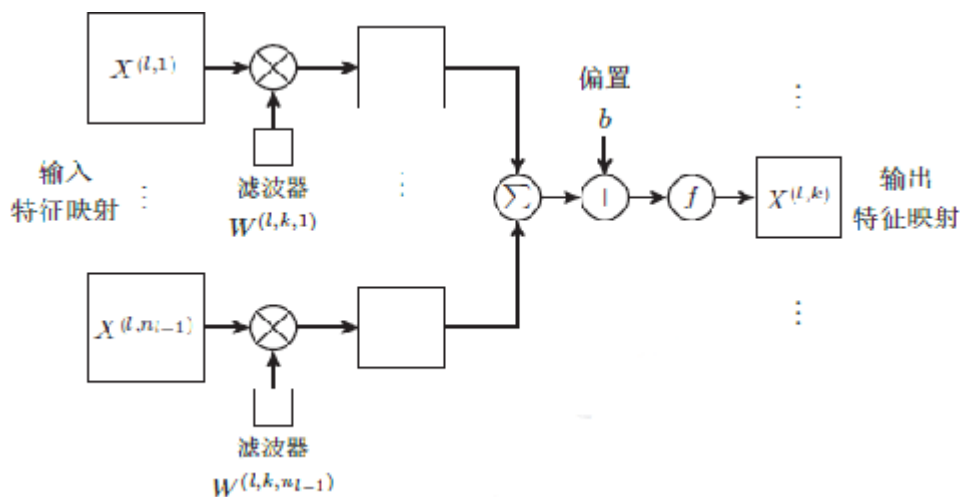 X^{(l,1)}
滤波器
W^{(l,k,1)}
输入
特征映射
⋮
⋮
X^{(l,n_{l-1})}
滤波器
W^{(l,k,n_{l-1})}
∑
偏置
b
f
⋮
X^{(l,k)}
输出
特征映射
⋮